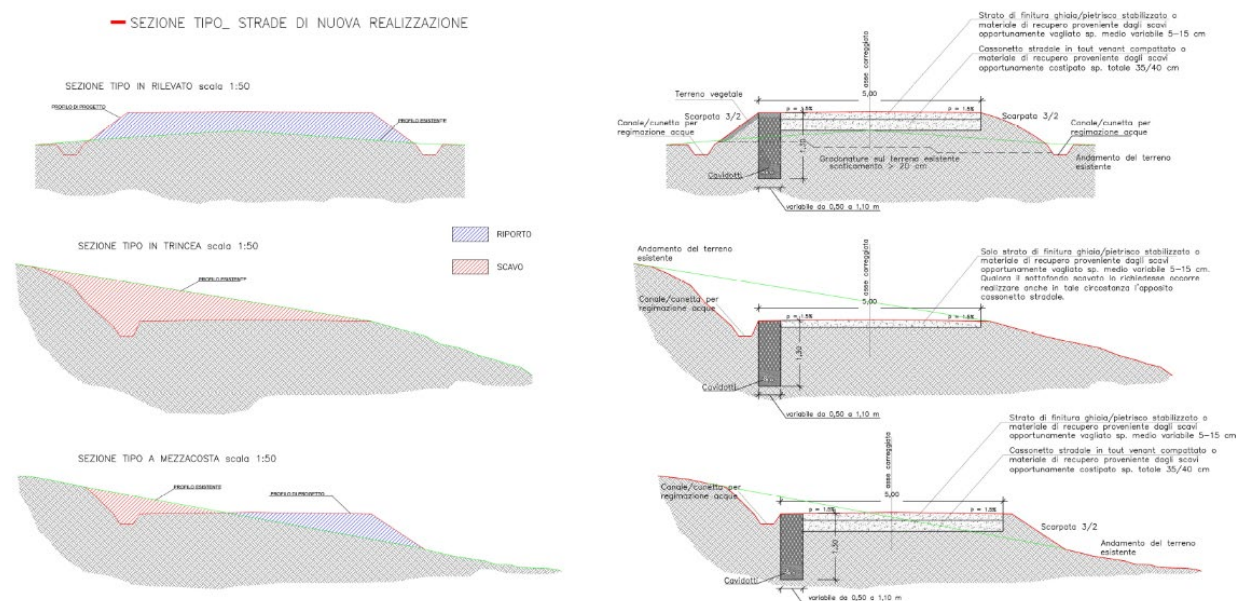 SEZIONE TIPO_ STRADE DI NUOVA REALIZZAZIONE
SEZIONE TIPO IN RILEVATO scala 1:50
PROFILO DI PROGETTO
PROFILO ESISTENTE
Strato di finitura ghiaia/pietrisco stabilizzato o
materiale di recupero proveniente dagli scavi
opportunamente vagliato sp. medio variabile 5-15 cm
Cassonetto stradale in tout venant compattato o
materiale di recupero proveniente dagli scavi
opportunamente costipato sp. totale 35/40 cm
asse carreggiata
5,00
Terreno vegetale
p = 1.5%
p = 1.5%
Scarpata 3/2
Scarpata 3/2
Canale/cunetta per
regimazione acque
Canale/cunetta per
regimazione acque
1,30
Gradonature sul terreno esistente
scoticamento > 20 cm
Andamento del terreno
esistente
Cavidotti
variabile da 0,50 a 1,10 m
RIPORTO
SCAVO
SEZIONE TIPO IN TRINCEA scala 1:50
PROFILO ESISTENTE
Andamento del terreno
esistente
Solo strato di finitura ghiaia/pietrisco stabilizzato o
materiale di recupero proveniente dagli scavi
opportunamente vagliato sp. medio variabile 5-15 cm.
Qualora il sottofondo scavato lo richiedesse occorre
realizzare anche in tale circostanza l'apposito
cassonetto stradale.
asse carreggiata
5,00
Canale/cunetta per
regimazione acque
p = 1.5%
p = 1.5%
1,30
Cavidotti
variabile da 0,50 a 1,10 m
SEZIONE TIPO A MEZZACOSTA scala 1:50
PROFILO ESISTENTE
PROFILO DI PROGETTO
Strato di finitura ghiaia/pietrisco stabilizzato o
materiale di recupero proveniente dagli scavi
opportunamente vagliato sp. medio variabile 5-15 cm
Cassonetto stradale in tout venant compattato o
materiale di recupero proveniente dagli scavi
opportunamente costipato sp. totale 35/40 cm
asse carreggiata
5,00
Canale/cunetta per
regimazione acque
p = 1.5%
p = 1.5%
Scarpata 3/2
1,30
Andamento del terreno
esistente
Cavidotti
variabile da 0,50 a 1,10 m